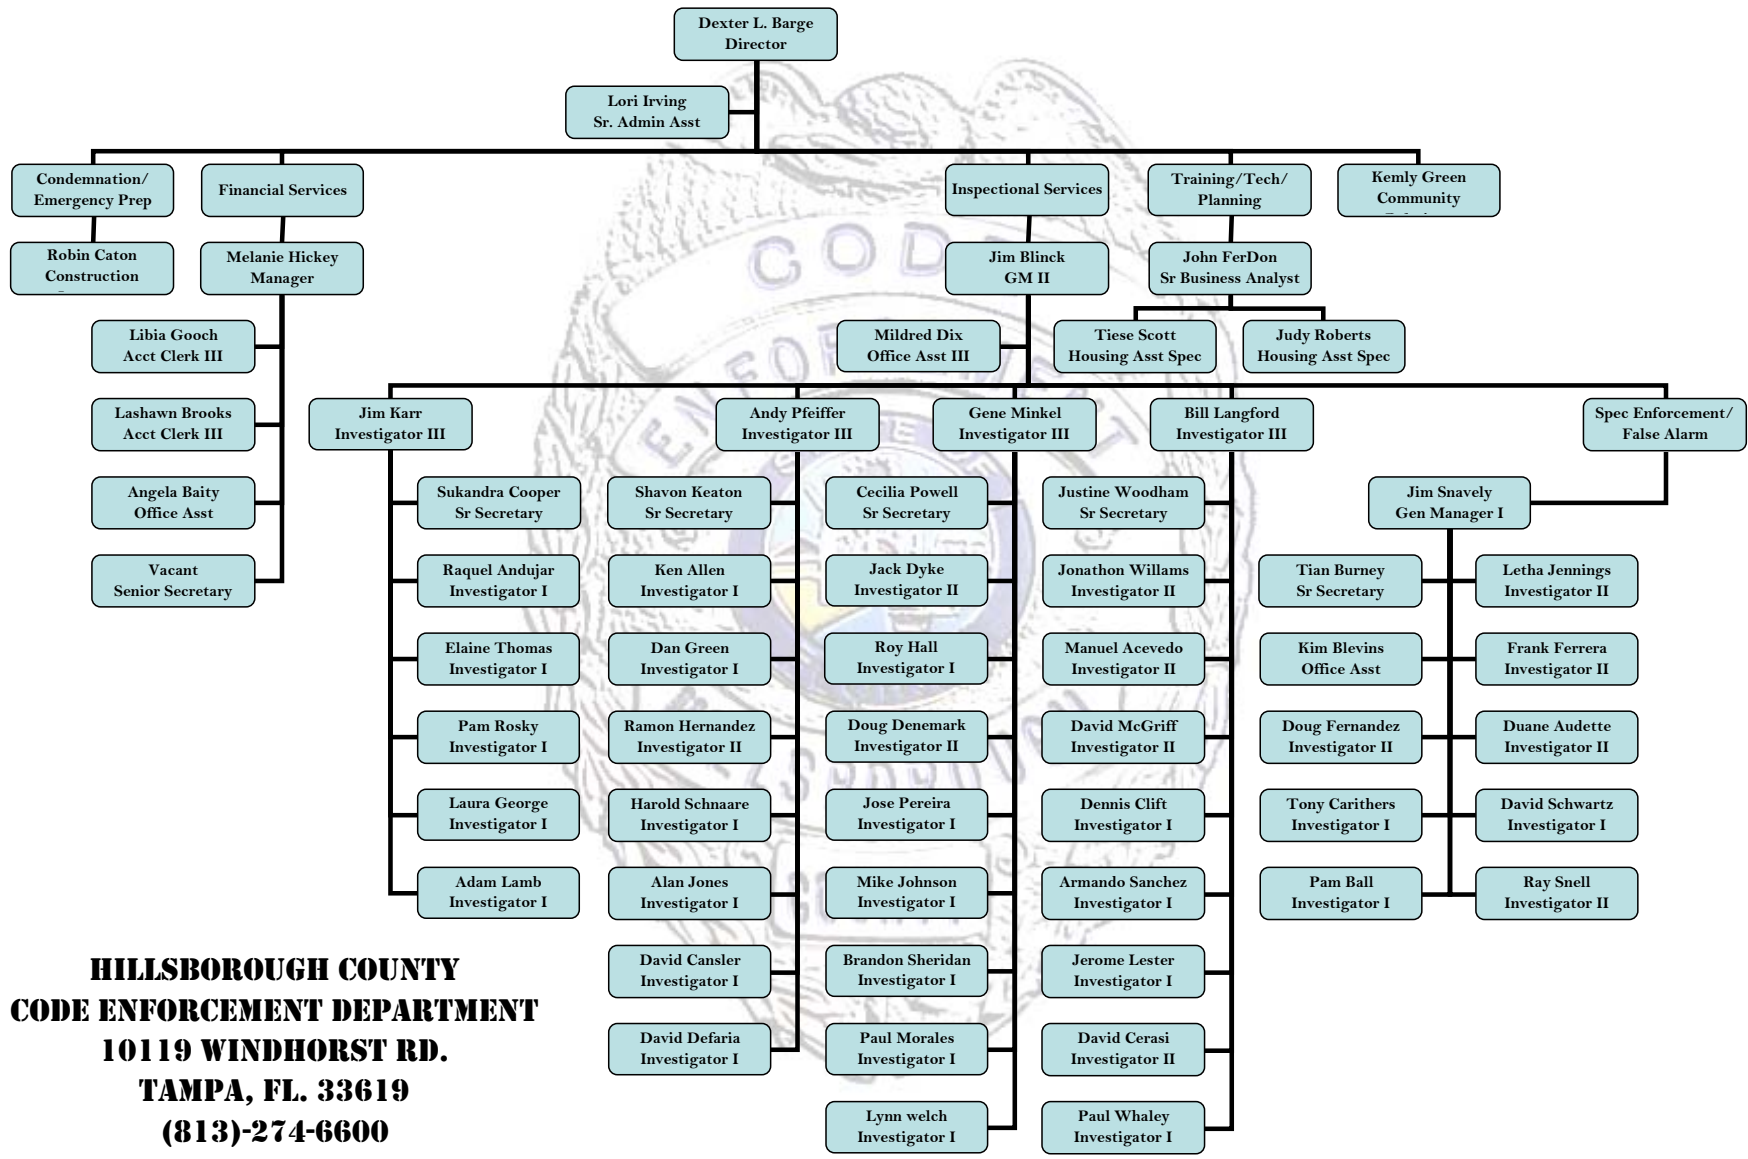 Dexter L. Barge
Director
Lori Irving
Sr. Admin Asst
Condemnation/
Emergency Prep
Financial Services
Inspectional Services
Training/Tech/
Planning
Kemly Green
Community
Robin Caton
Construction
Melanie Hickey
Manager
Jim Blinck
GM II
John FerDon
Sr Business Analyst
Libia Gooch
Acct Clerk III
Mildred Dix
Office Asst III
Tiese Scott
Housing Asst Spec
Judy Roberts
Housing Asst Spec
Lashawn Brooks
Acct Clerk III
Angela Baity
Office Asst
Vacant
Senior Secretary
Jim Karr
Investigator III
Andy Pfeiffer
Investigator III
Gene Minkel
Investigator III
Bill Langford
Investigator III
Spec Enforcement/
False Alarm
Sukandra Cooper
Sr Secretary
Raquel Andujar
Investigator I
Elaine Thomas
Investigator I
Pam Rosky
Investigator I
Laura George
Investigator I
Adam Lamb
Investigator I
Shavon Keaton
Sr Secretary
Ken Allen
Investigator I
Dan Green
Investigator I
Ramon Hernandez
Investigator II
Harold Schnaare
Investigator I
Alan Jones
Investigator I
David Cansler
Investigator I
David Defaria
Investigator I
Cecilia Powell
Sr Secretary
Jack Dyke
Investigator II
Roy Hall
Investigator I
Doug Denemark
Investigator II
Jose Pereira
Investigator I
Mike Johnson
Investigator I
Brandon Sheridan
Investigator I
Paul Morales
Investigator I
Lynn welch
Investigator I
Justine Woodham
Sr Secretary
Jonathon Willams
Investigator II
Manuel Acevedo
Investigator II
David McGriff
Investigator II
Dennis Clift
Investigator I
Armando Sanchez
Investigator I
Jerome Lester
Investigator I
David Cerasi
Investigator II
Paul Whaley
Investigator I
Jim Snavely
Gen Manager I
Tian Burney
Sr Secretary
Letha Jennings
Investigator II
Kim Blevins
Office Asst
Frank Ferrera
Investigator II
Doug Fernandez
Investigator II
Duane Audette
Investigator II
Tony Carithers
Investigator I
David Schwartz
Investigator I
Pam Ball
Investigator I
Ray Snell
Investigator II
HILLSBOROUGH COUNTY
CODE ENFORCEMENT DEPARTMENT
10119 WINDHORST RD.
TAMPA, FL. 33619
(813)-274-6600